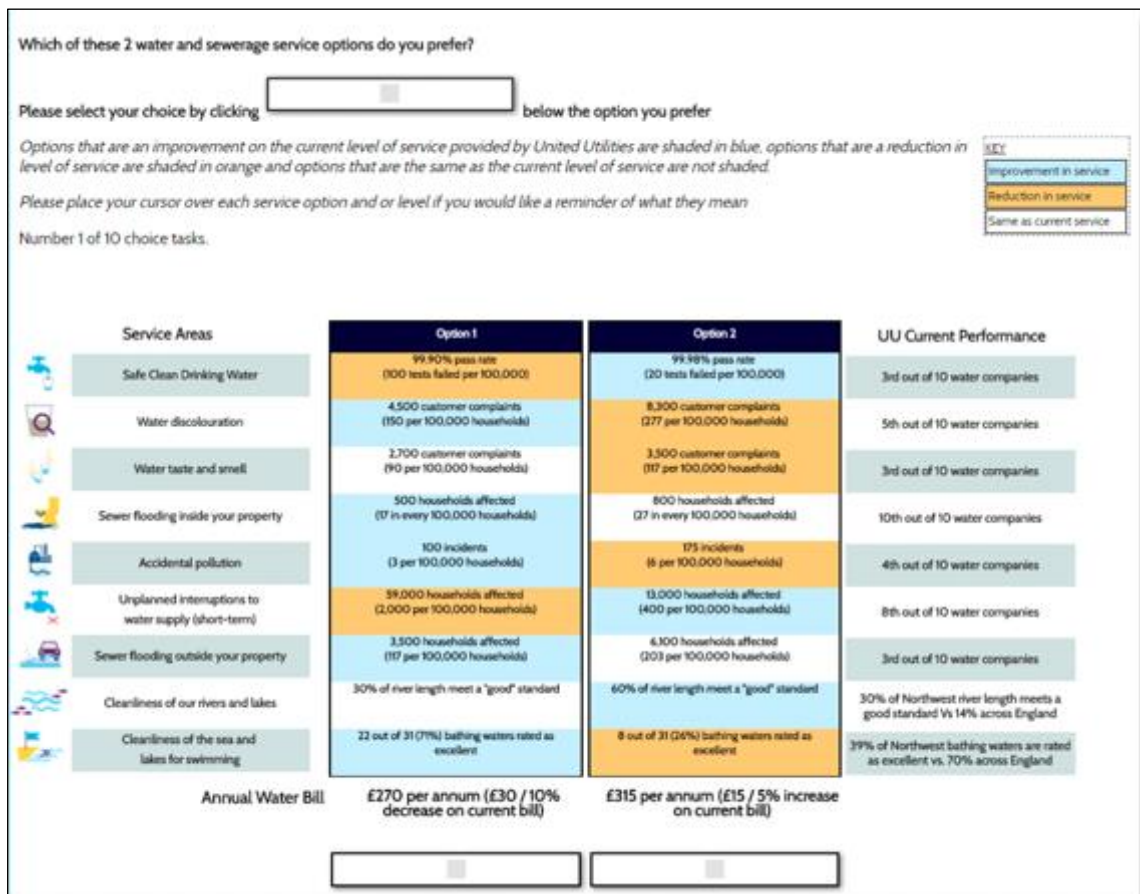 Which of these 2 water and sewerage service options do you prefer?
Please select your choice by clicking below the option you prefer
Options that are an improvement on the current level of service provided by United Utilities are shaded in blue, options that are a reduction in
level of service are shaded in orange and options that are the same as the current level of service are not shaded.
Please place your cursor over each service option and or level if you would like a reminder of what they mean
Number 1 of 10 choice tasks.
KEY
Improvement in service
Reduction in service
Same as current service
Service Areas Option 1 Option 2 UU Current Performance
Safe Clean Drinking Water
99.90% pass rate
(100 tests failed per 100,000)
99.98% pass rate
(20 tests failed per 100,000)
3rd out of 10 water companies
Water discolouration
4,500 customer complaints
(150 per 100,000 households)
8,300 customer complaints
(277 per 100,000 households)
5th out of 10 water companies
Water taste and smell
2,700 customer complaints
(90 per 100,000 households)
3,500 customer complaints
(117 per 100,000 households)
3rd out of 10 water companies
Sewer flooding inside your property
500 households affected
(17 in every 100,000 households)
800 households affected
(27 in every 100,000 households)
10th out of 10 water companies
Accidental pollution
100 incidents
(3 per 100,000 households)
175 incidents
(6 per 100,000 households)
4th out of 10 water companies
Unplanned interruptions to
water supply (short-term)
59,000 households affected
(2,000 per 100,000 households)
13,000 households affected
(400 per 100,000 households)
8th out of 10 water companies
Sewer flooding outside your property
3,500 households affected
(117 per 100,000 households)
6,100 households affected
(203 per 100,000 households)
3rd out of 10 water companies
Cleanliness of our rivers and lakes
30% of river length meet a "good" standard
60% of river length meet a "good" standard
30% of Northwest river length meets a
good standard Vs 14% across England
Cleanliness of the sea and
lakes for swimming
22 out of 31 (71%) bathing waters rated as
excellent
8 out of 31 (26%) bathing waters rated as
excellent
39% of Northwest bathing waters are rated
as excellent vs. 70% across England
Annual Water Bill
£270 per annum (£30 / 10%
decrease on current bill)
£315 per annum (£15 / 5% increase
on current bill)